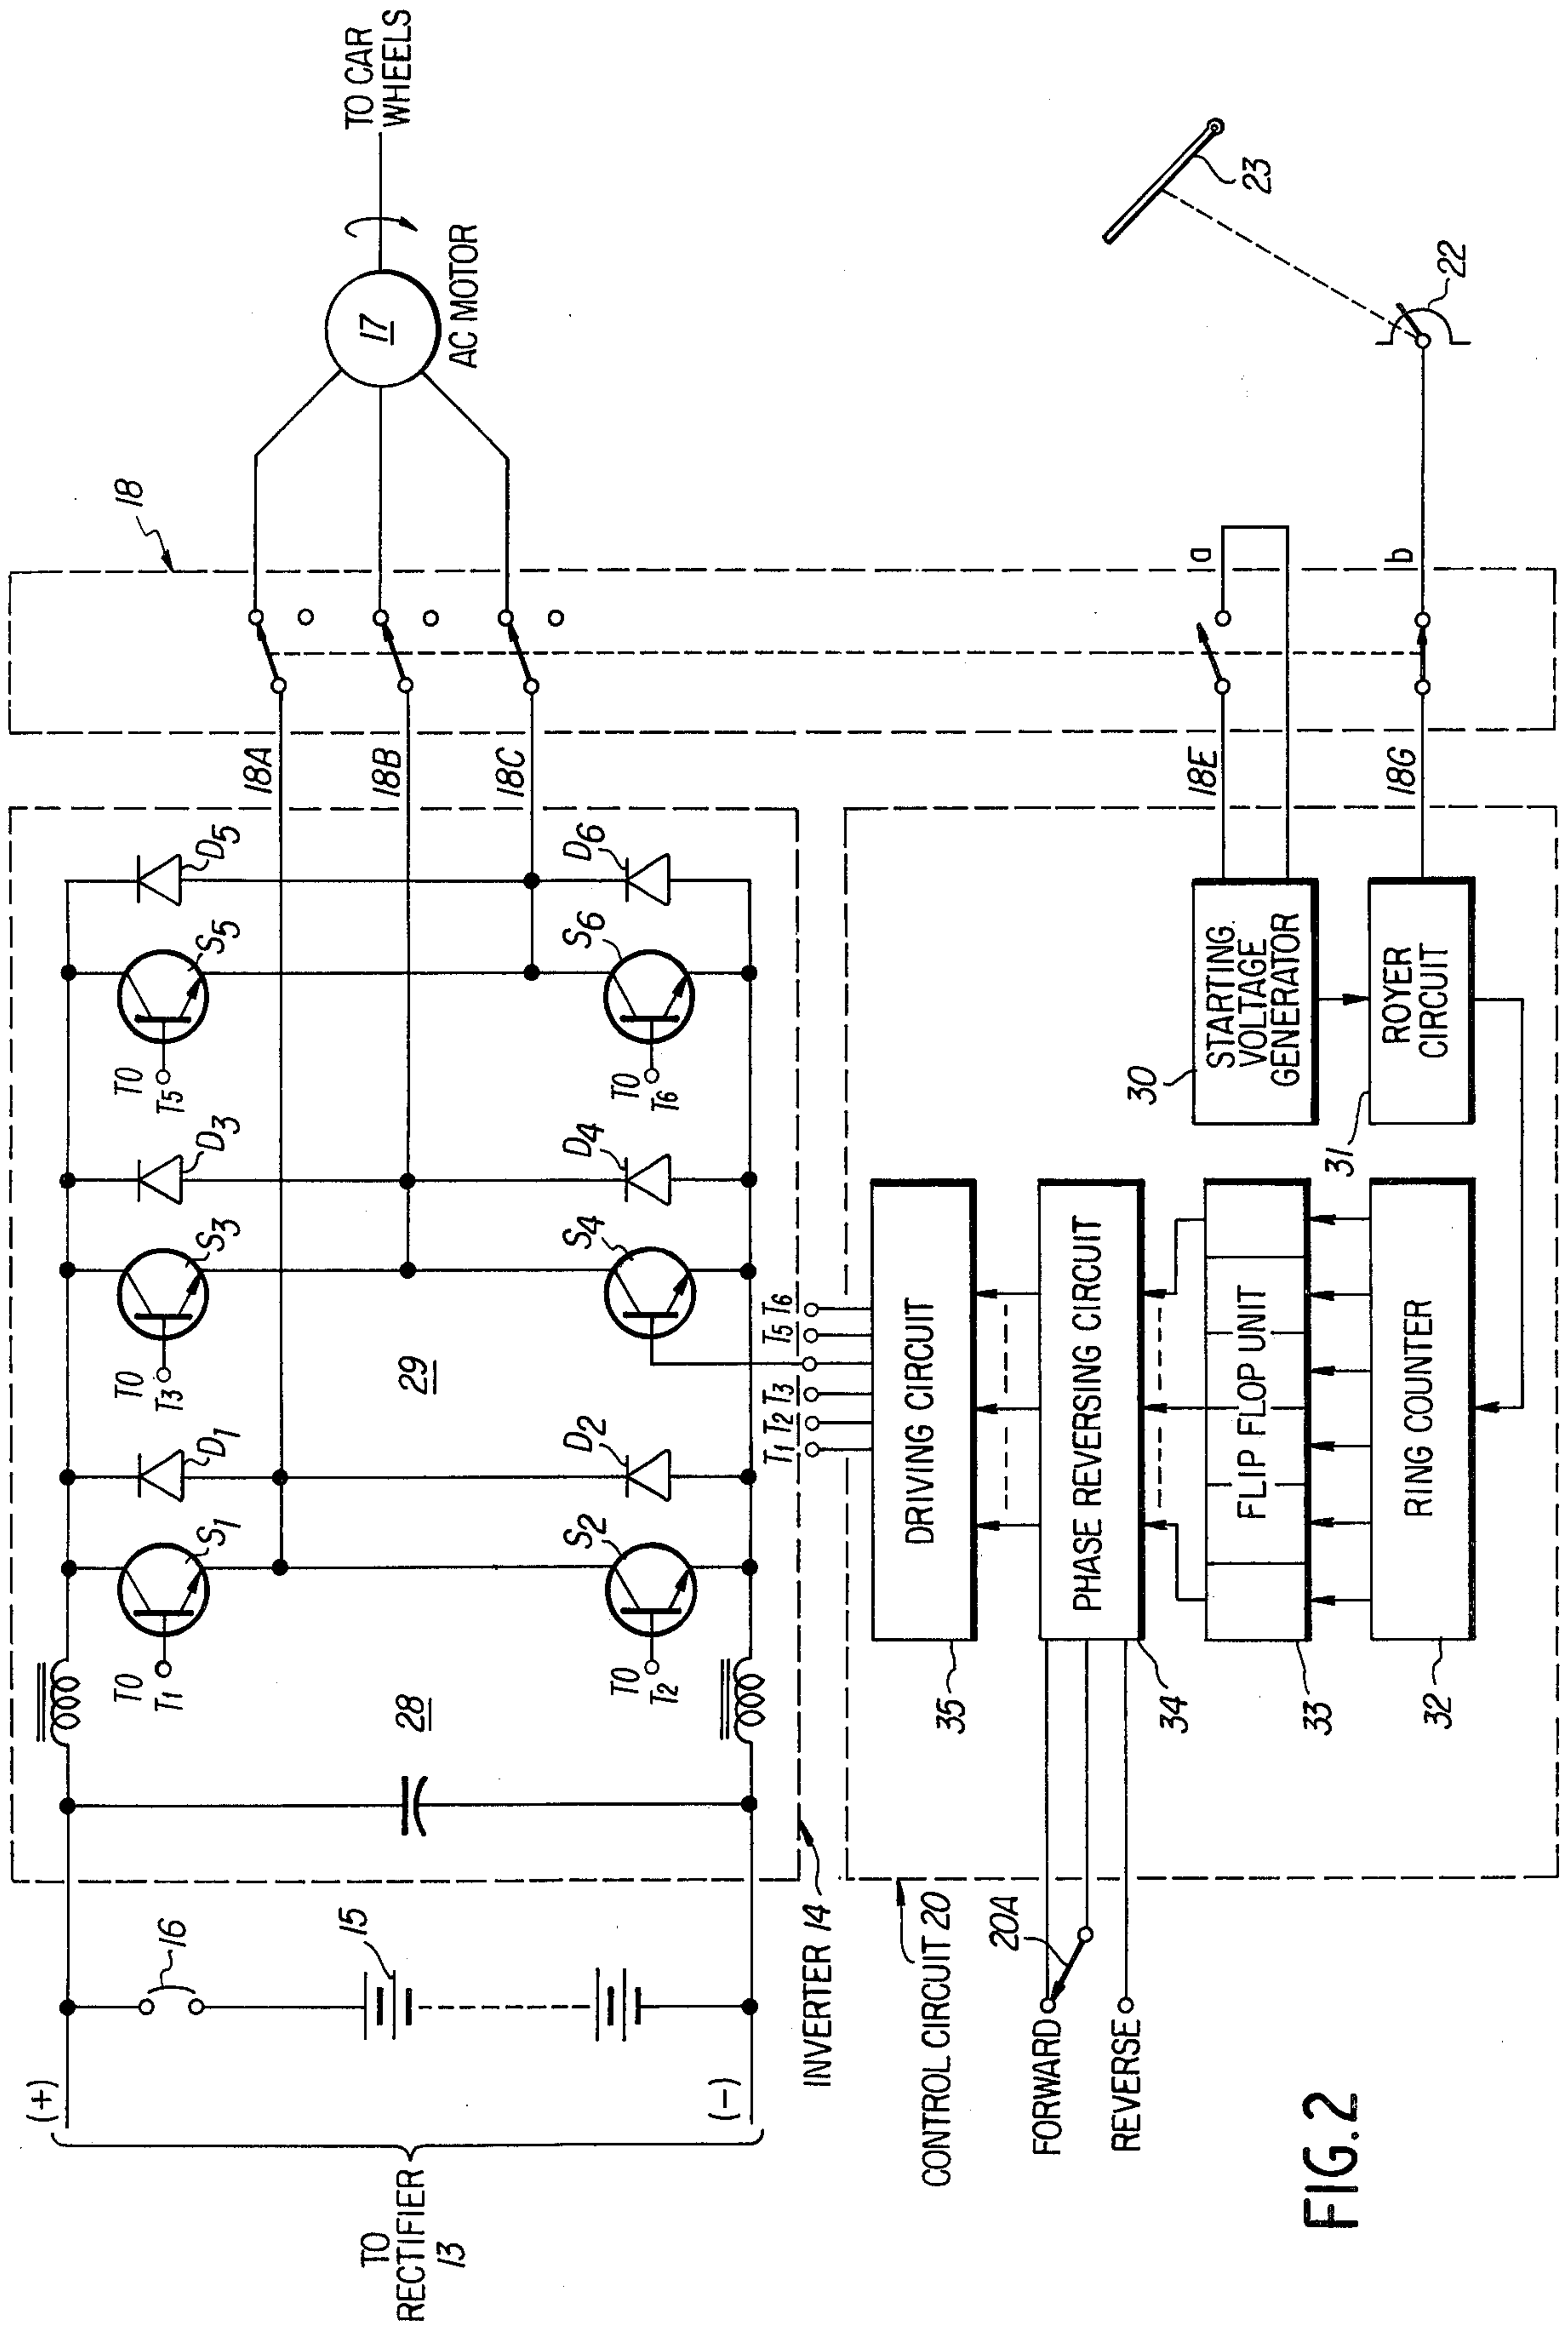 (+)
(−)
TO
RECTIFIER
13
16
15
28
29
INVERTER 14
TO
T1
S1
D1
TO
T3
S3
D3
TO
T5
S5
D5
TO
T2
S2
D2
S4
D4
TO
T6
S6
D6
18A
18B
18C
18
17
AC MOTOR
TO CAR
WHEELS
T1 T2 T3 T5 T6
CONTROL CIRCUIT 20
20A
FORWARD
REVERSE
35
DRIVING CIRCUIT
34
PHASE REVERSING CIRCUIT
33
FLIP FLOP UNIT
32
RING COUNTER
30
STARTING
VOLTAGE
GENERATOR
31
ROYER
CIRCUIT
18E
18G
a
b
22
23
FIG.2